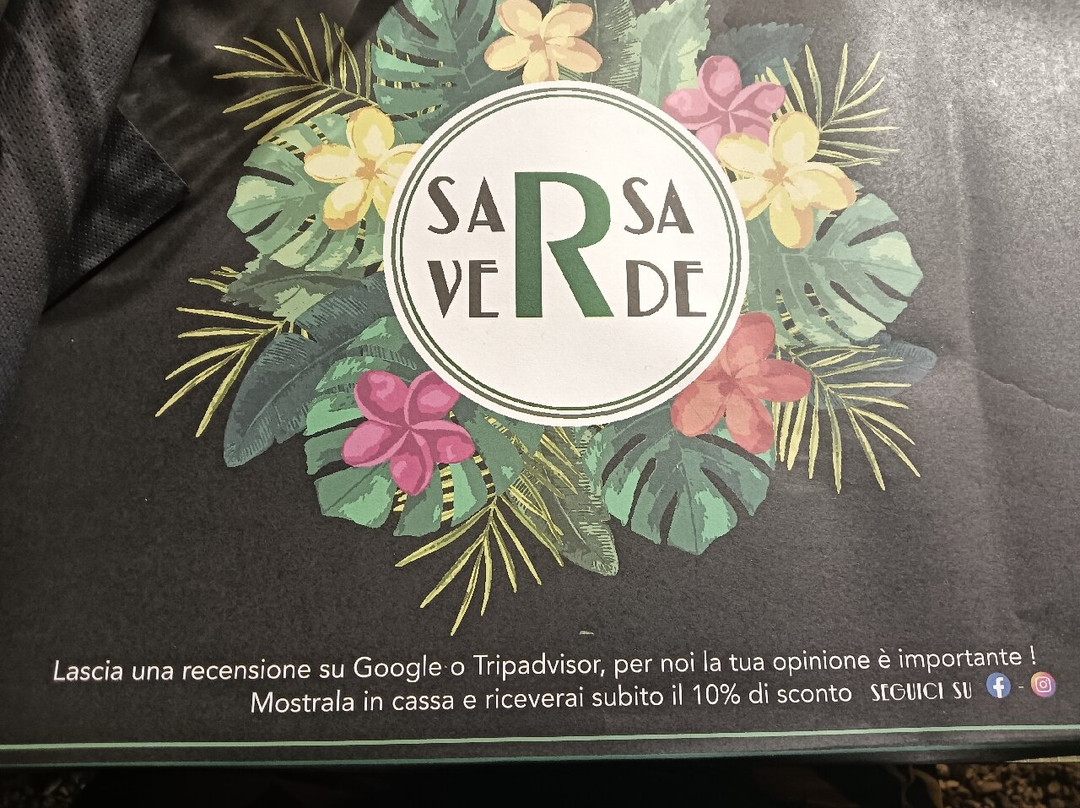 SARSA
VERDE
Lascia una recensione su Google o Tripadvisor, per noi la tua opinione è importante !
Mostrala in cassa e riceverai subito il 10% di sconto SEGUICI SU f -